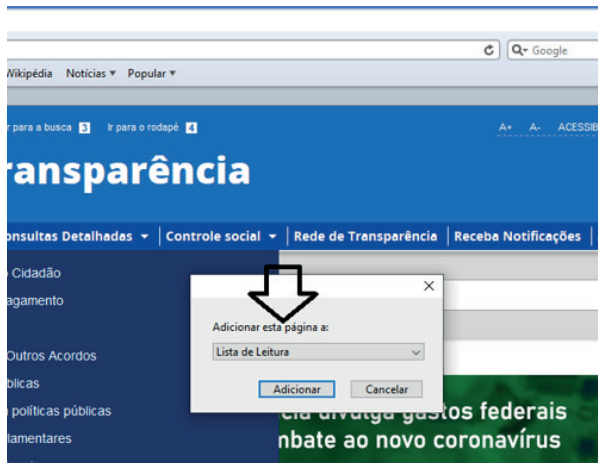 Google
Wikipédia Notícias Popular
r para a busca 3 Ir para o rodapé 4
A+ A- ACESSIB
ransparência
onsultas Detalhadas Controle social Rede de Transparência Receba Notificações
Cidadão
agamento
Adicionar esta página a:
Lista de Leitura
Outros Acordos
blicas
Adicionar Cancelar
políticas públicas
cia divulga gastos federais
lamentares
mbate ao novo coronavírus